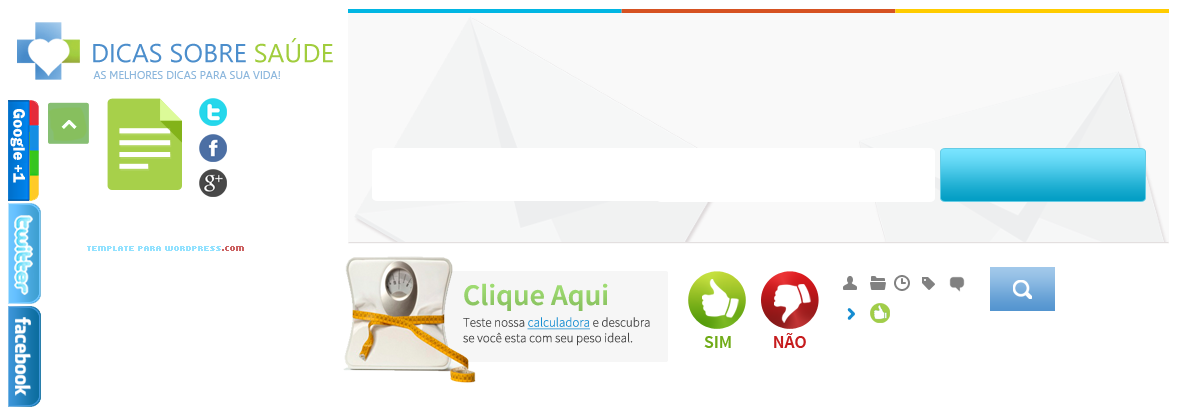 DICAS SOBRE SAÚDE
AS MELHORES DICAS PARA SUA VIDA!
Google +1
g+
twitter
TEMPLATE PARA WORDPRESS.COM
facebook
Clique Aqui
Teste nossa calculadora e descubra
se você esta com seu peso ideal.
SIM
NÃO